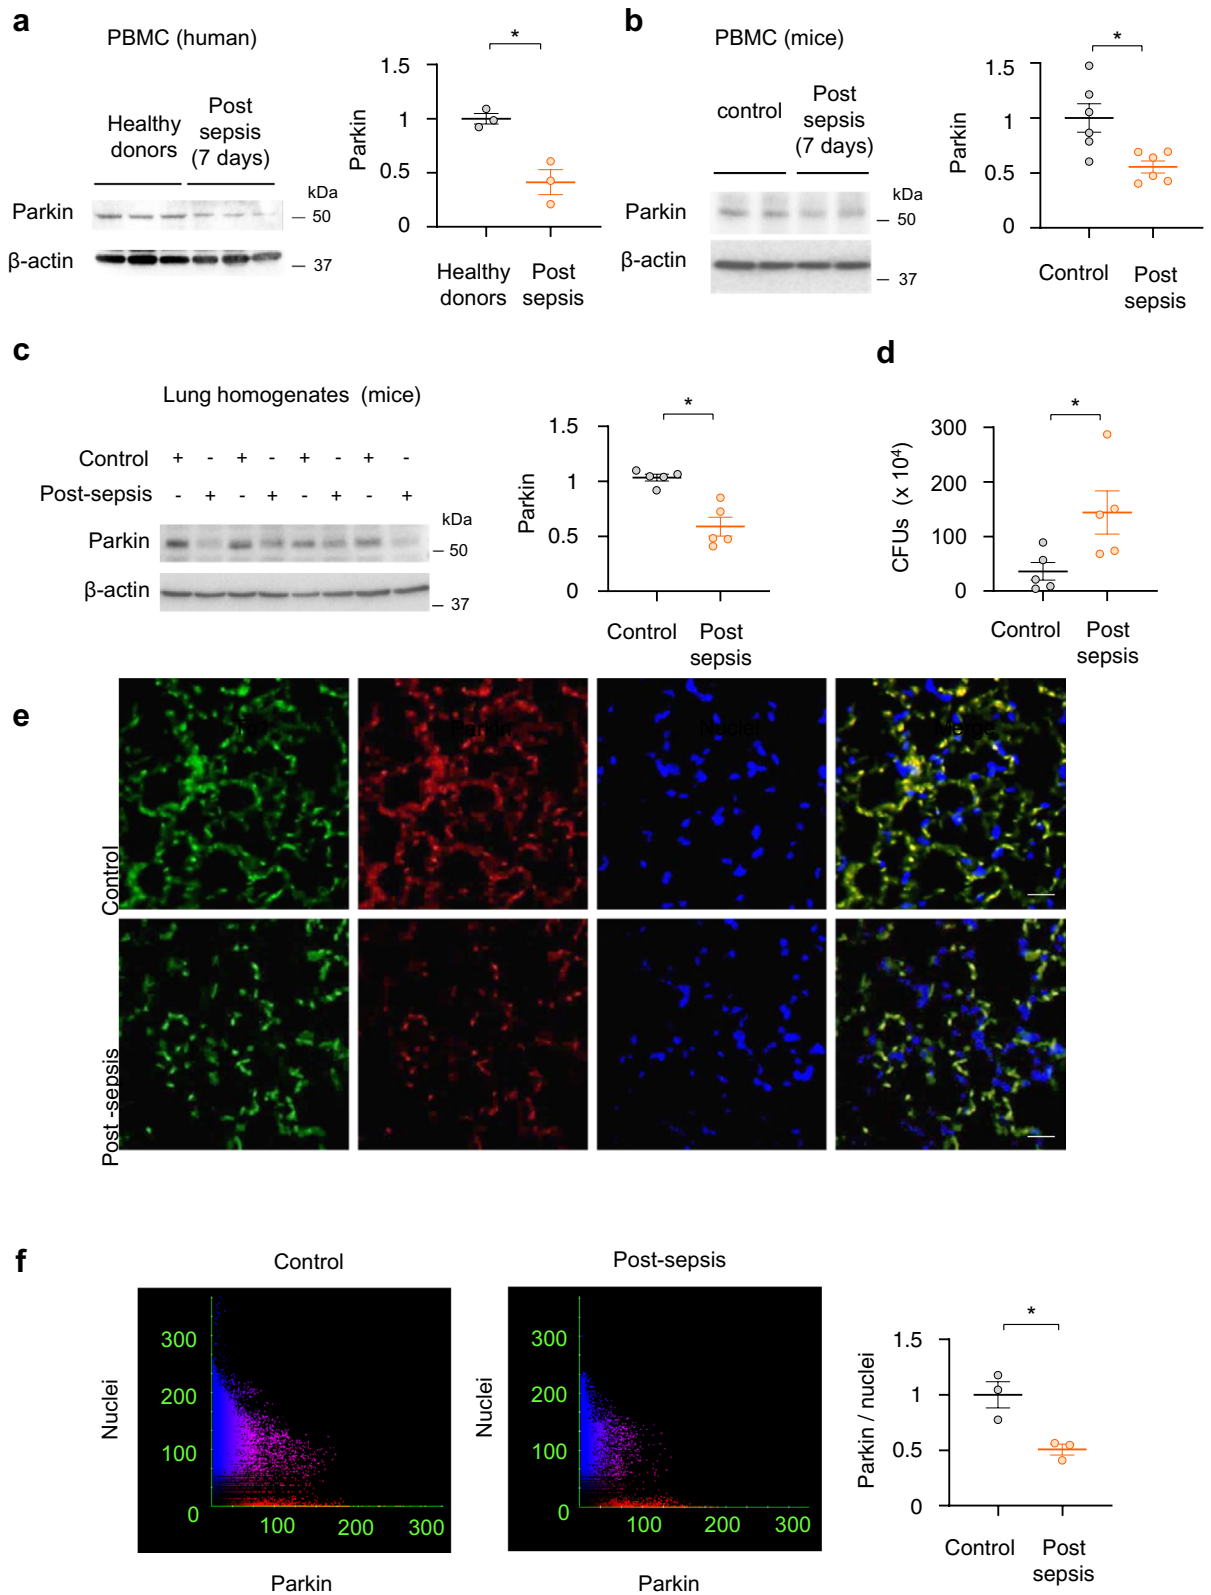 a
PBMC (human)
Healthy
donors
Post
sepsis
(7 days)
kDa
Parkin
50
β-actin
37
*
1.5
1
0.5
0
Parkin
Healthy
donors
Post
sepsis
b
PBMC (mice)
control
Post
sepsis
(7 days)
kDa
Parkin
50
β-actin
37
*
1.5
1
0.5
0
Parkin
Control
Post
sepsis
c
Lung homogenates (mice)
Control + - + - + - + -
Post-sepsis - + - + - + - +
kDa
Parkin
50
β-actin
37
*
1.5
1
0.5
0
Parkin
Control
Post
sepsis
d
*
300
200
100
0
CFUs (x 10⁴)
Control
Post
sepsis
e
Parkin
Nuclei
Merge
Control
Post -sepsis
f
Control
300
200
100
0
100 200 300
Nuclei
Parkin
Post-sepsis
300
200
100
0
100 200 300
Nuclei
Parkin
*
1.5
1
0.5
0
Parkin / nuclei
Control
Post
sepsis